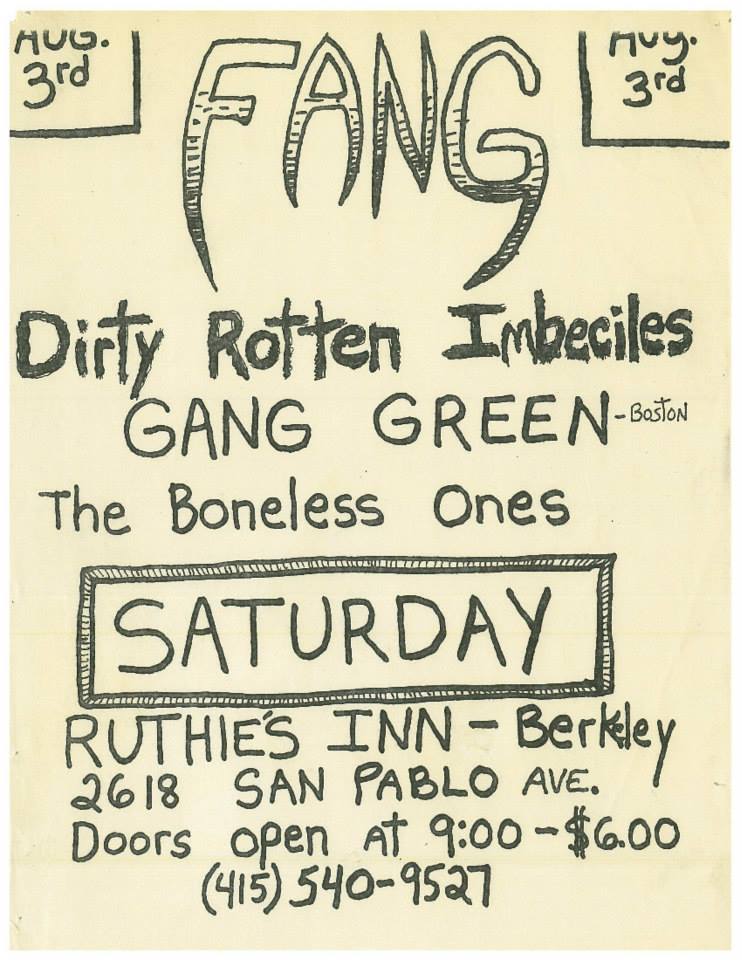 AUG.
3rd
Aug.
3rd
FANG
Dirty Rotten Imbeciles
GANG GREEN - BOSTON
The Boneless Ones
SATURDAY
RUTHIE'S INN - Berkeley
2618 SAN PABLO AVE.
Doors open At 9:00 - $6.00
(415) 540-9527